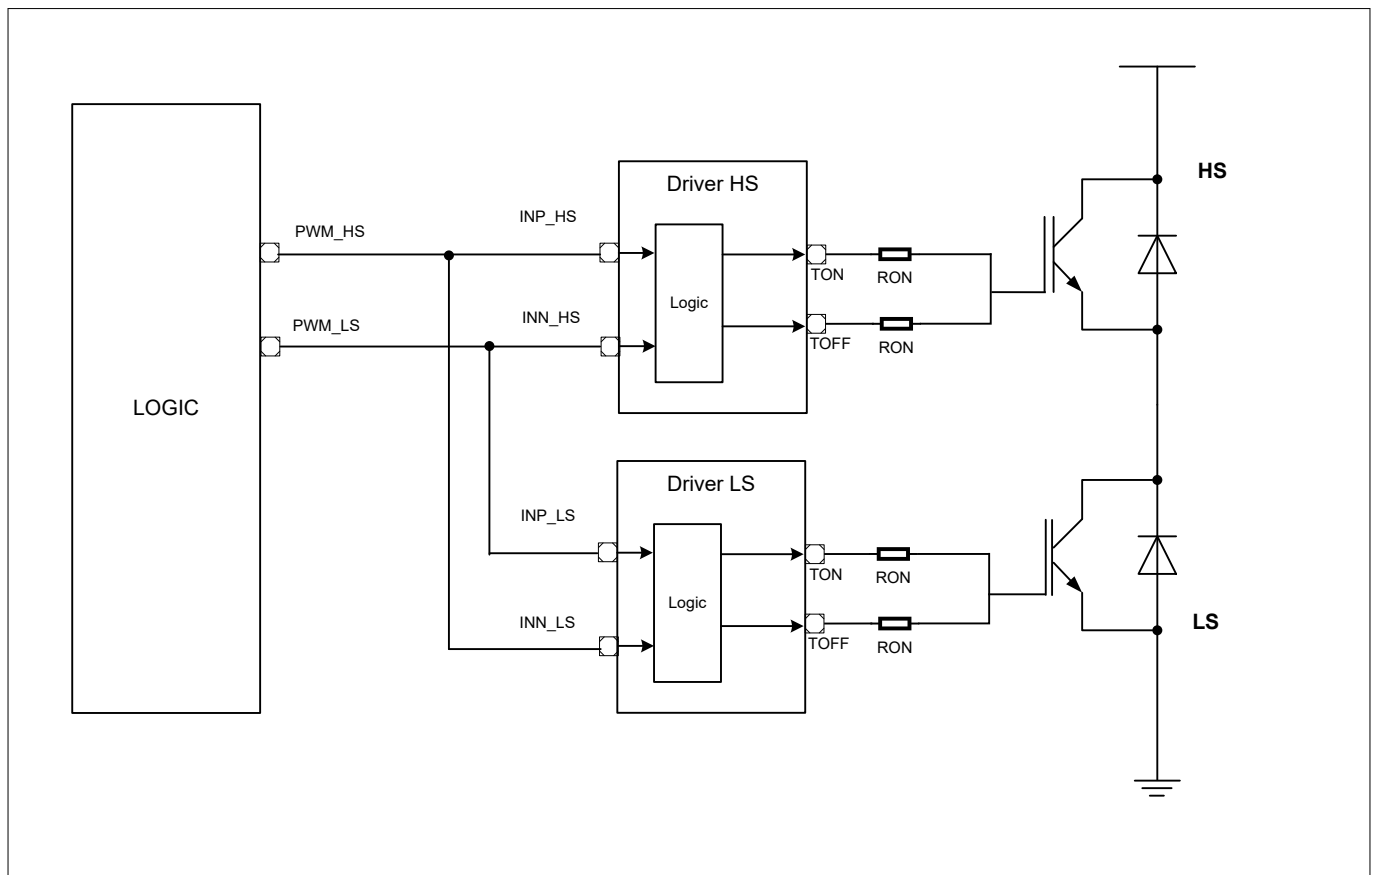 LOGIC
PWM_HS
PWM_LS
INP_HS
INN_HS
Driver HS
Logic
TON
TOFF
RON
RON
HS
INP_LS
INN_LS
Driver LS
Logic
TON
TOFF
RON
RON
LS